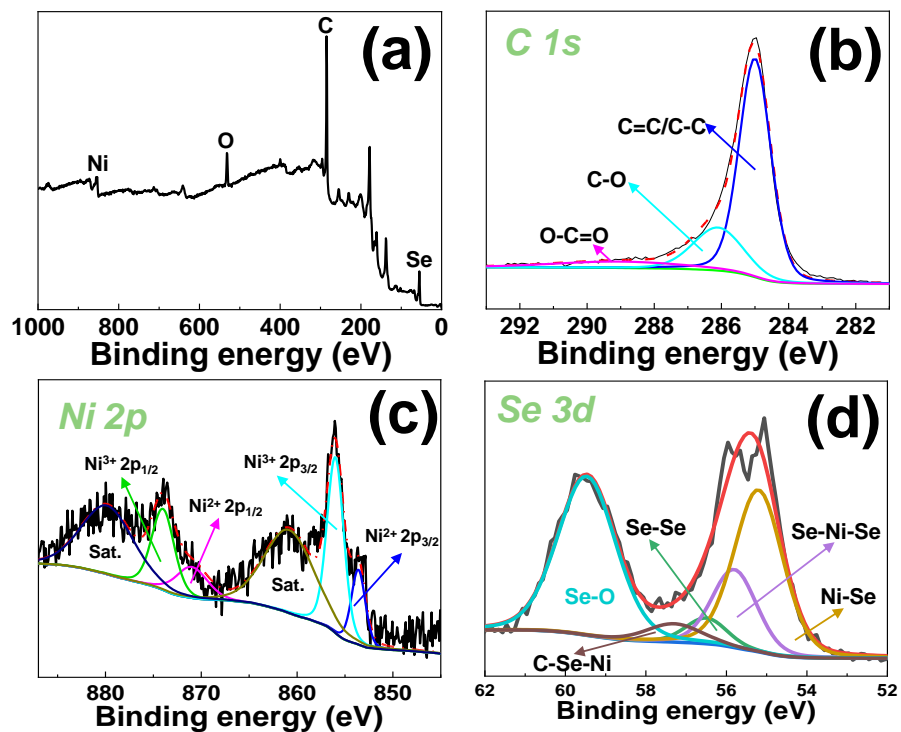 (a)
C
O
Ni
Se
1000 800 600 400 200 0
Binding energy (eV)
C 1s
(b)
C=C/C-C
C-O
O-C=O
292 290 288 286 284 282
Binding energy (eV)
Ni 2p
(c)
Ni³⁺ 2p₁/₂
Ni²⁺ 2p₁/₂
Ni³⁺ 2p₃/₂
Ni²⁺ 2p₃/₂
Sat.
Sat.
880 870 860 850
Binding energy (eV)
Se 3d
(d)
Se-Se
Se-Ni-Se
Se-O
Ni-Se
C-Se-Ni
62 60 58 56 54 52
Binding energy (eV)